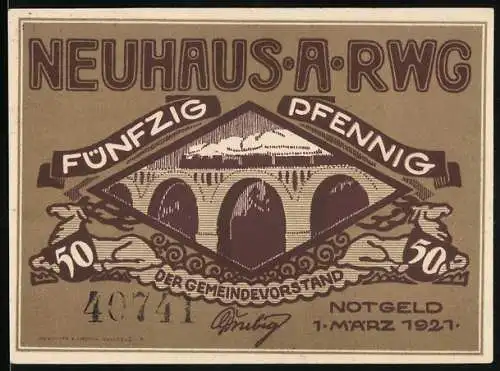 NEUHAUS·A·RWG
FÜNFZIG PFENNIG
50 50
DER GEMEINDEVORSTAND
40741
NOTGELD
1·MÄRZ 1921·